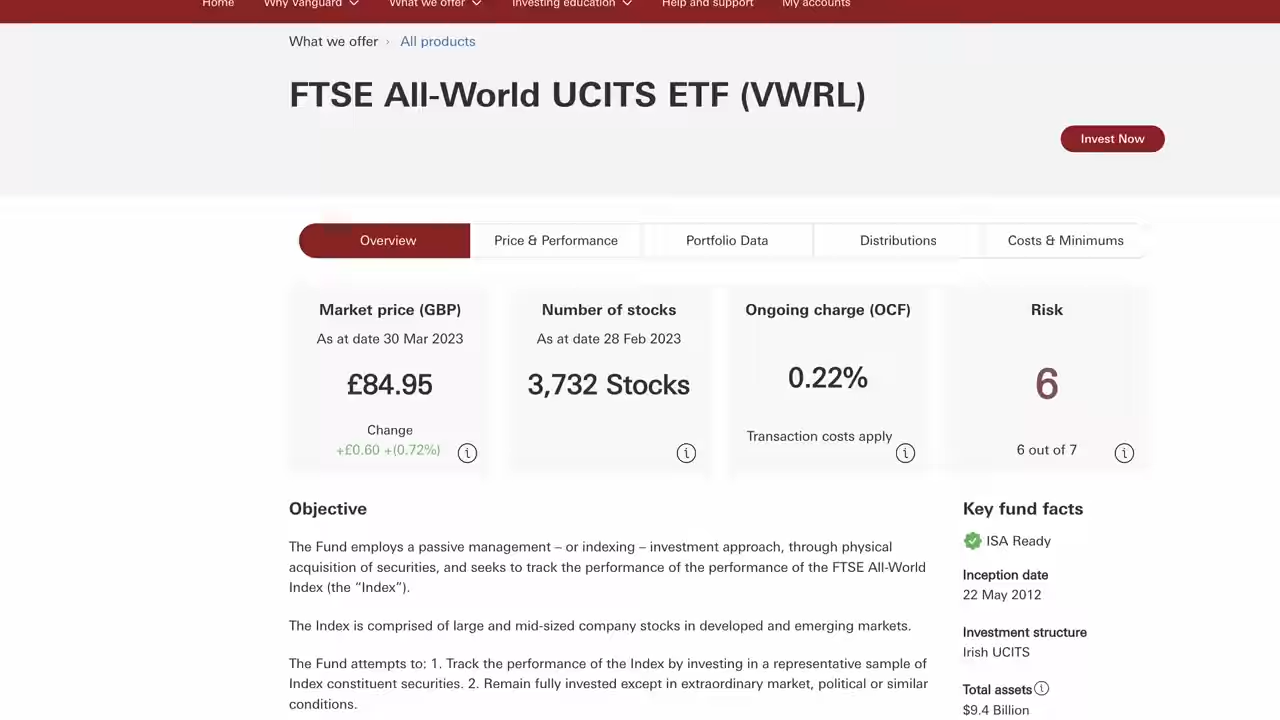 Home Why Vanguard What we offer Investing education Help and support My accounts
What we offer › All products
FTSE All-World UCITS ETF (VWRL)
Invest Now
Overview Price & Performance Portfolio Data Distributions Costs & Minimums
Market price (GBP)
As at date 30 Mar 2023
£84.95
Change
+£0.60 +(0.72%)
Number of stocks
As at date 28 Feb 2023
3,732 Stocks
Ongoing charge (OCF)
0.22%
Transaction costs apply
Risk
6
6 out of 7
Objective
The Fund employs a passive management – or indexing – investment approach, through physical
acquisition of securities, and seeks to track the performance of the performance of the FTSE All-World
Index (the “Index”).
The Index is comprised of large and mid-sized company stocks in developed and emerging markets.
The Fund attempts to: 1. Track the performance of the Index by investing in a representative sample of
Index constituent securities. 2. Remain fully invested except in extraordinary market, political or similar
conditions.
Key fund facts
ISA Ready
Inception date
22 May 2012
Investment structure
Irish UCITS
Total assets
$9.4 Billion